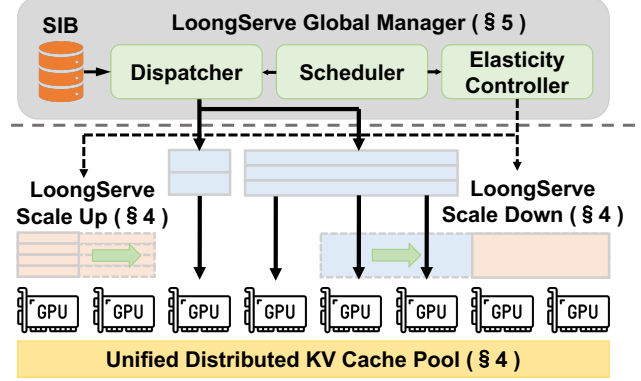 SIB
LoongServe Global Manager (§5)
Dispatcher
Scheduler
Elasticity
Controller
LoongServe
Scale Up (§4)
LoongServe
Scale Down (§4)
GPU
GPU
GPU
GPU
GPU
GPU
GPU
GPU
Unified Distributed KV Cache Pool (§4)